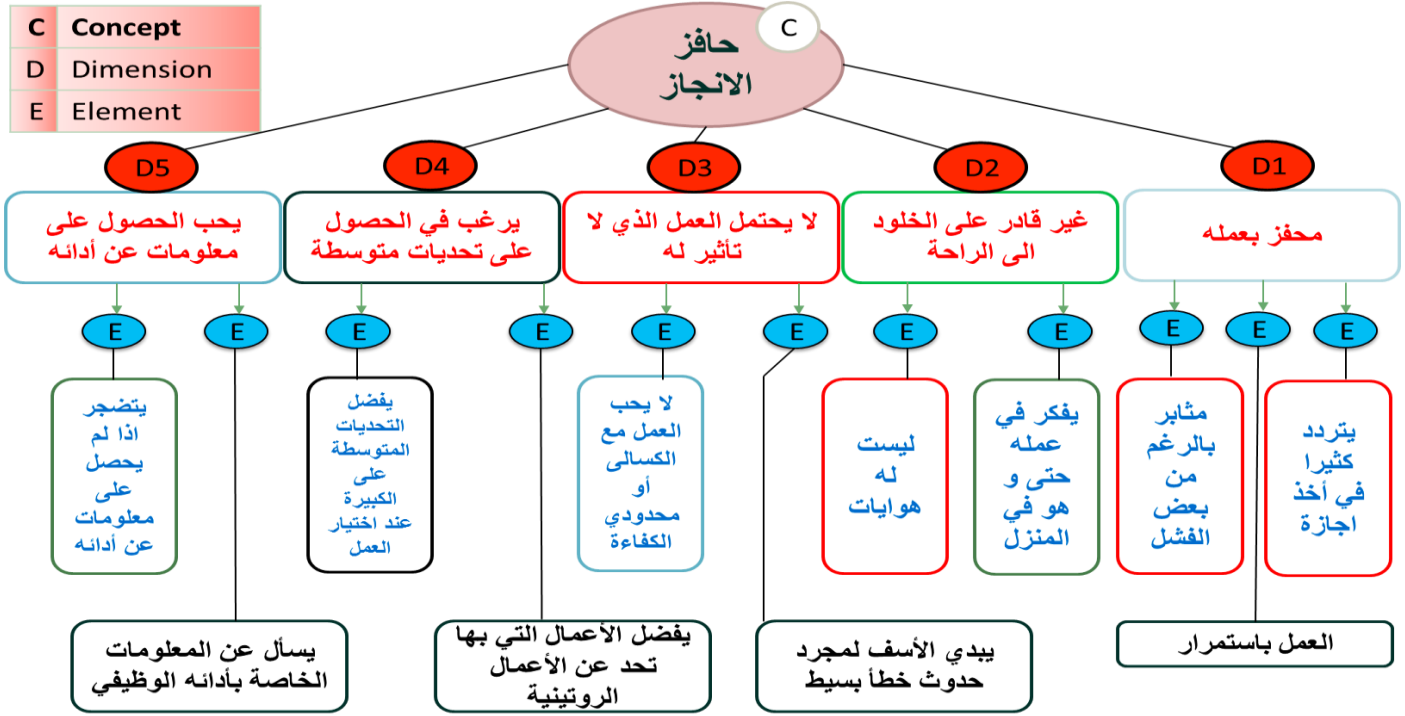 C Concept
D Dimension
E Element
C
حافز
الانجاز
D1
D2
D3
D4
D5
محفز بعمله
غير قادر على الخلود
الى الراحة
لا يحتمل العمل الذي لا
تأثير له
يرغب في الحصول
على تحديات متوسطة
يحب الحصول على
معلومات عن أدائه
E
E
E
E
E
E
E
E
E
E
E
يتردد
كثيرا
في أخذ
اجازة
مثابر
بالرغم
من
بعض
الفشل
يفكر في
عمله
حتى و
هو في
المنزل
ليست
له
هوايات
لا يحب
العمل مع
الكسالى
أو
محدودي
الكفاءة
يفضل
التحديات
المتوسطة
على
الكبيرة
عند اختيار
العمل
يتضجر
اذا لم
يحصل
على
معلومات
عن أدائه
العمل باستمرار
يبدي الأسف لمجرد
حدوث خطأ بسيط
يفضل الأعمال التي بها
تحد عن الأعمال
الروتينية
يسأل عن المعلومات
الخاصة بأدائه الوظيفي